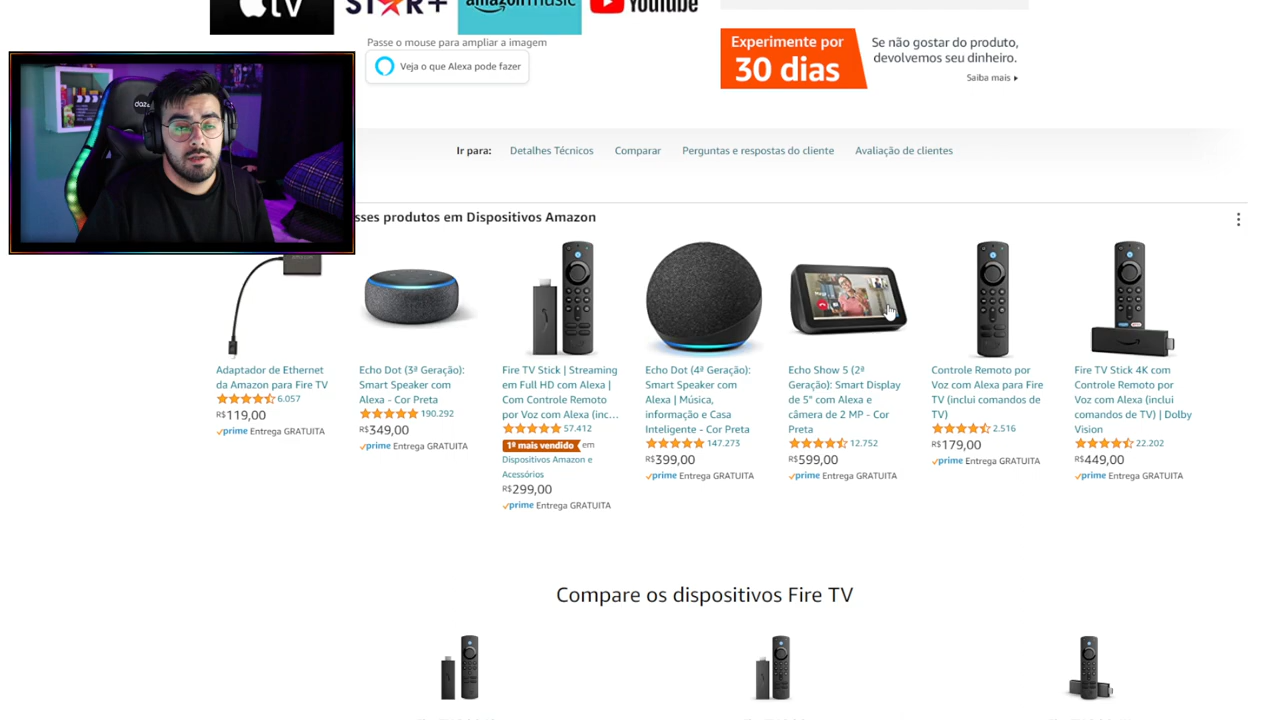 tv
STAR+
amazon music
YouTube
Passe o mouse para ampliar a imagem
Veja o que Alexa pode fazer
Experimente por
30 dias
Se não gostar do produto,
devolvemos seu dinheiro.
Saiba mais
Ir para:
Detalhes Técnicos
Comparar
Perguntas e respostas do cliente
Avaliação de clientes
sses produtos em Dispositivos Amazon
Adaptador de Ethernet
da Amazon para Fire TV
6.057
R$119,00
prime Entrega GRATUITA
Echo Dot (3ª Geração):
Smart Speaker com
Alexa - Cor Preta
190.292
R$349,00
prime Entrega GRATUITA
Fire TV Stick | Streaming
em Full HD com Alexa |
Com Controle Remoto
por Voz com Alexa (inc…
57.412
1º mais vendido em
Dispositivos Amazon e
Acessórios
R$299,00
prime Entrega GRATUITA
Echo Dot (4ª Geração):
Smart Speaker com
Alexa | Música,
informação e Casa
Inteligente - Cor Preta
147.273
R$399,00
prime Entrega GRATUITA
Echo Show 5 (2ª
Geração): Smart Display
de 5" com Alexa e
câmera de 2 MP - Cor
Preta
12.752
R$599,00
prime Entrega GRATUITA
Controle Remoto por
Voz com Alexa para Fire
TV (inclui comandos de
TV)
2.516
R$179,00
prime Entrega GRATUITA
Fire TV Stick 4K com
Controle Remoto por
Voz com Alexa (inclui
comandos de TV) | Dolby
Vision
22.202
R$449,00
prime Entrega GRATUITA
Compare os dispositivos Fire TV